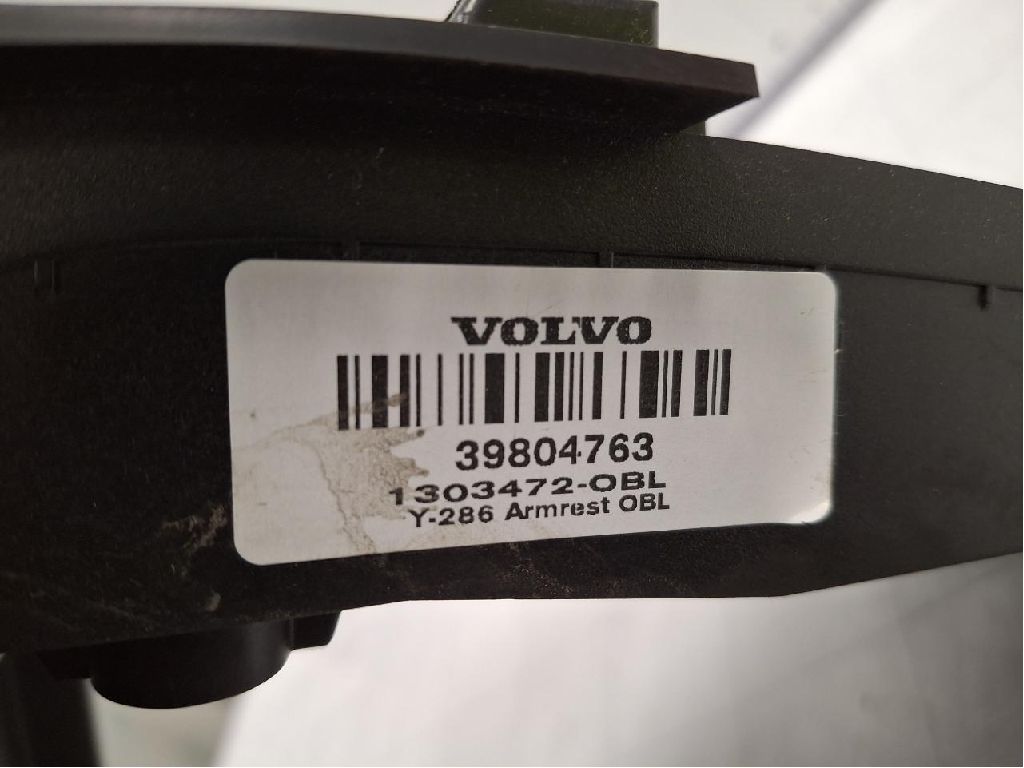 VOLVO
39804763
1303472-OBL
Y-286 Armrest OBL